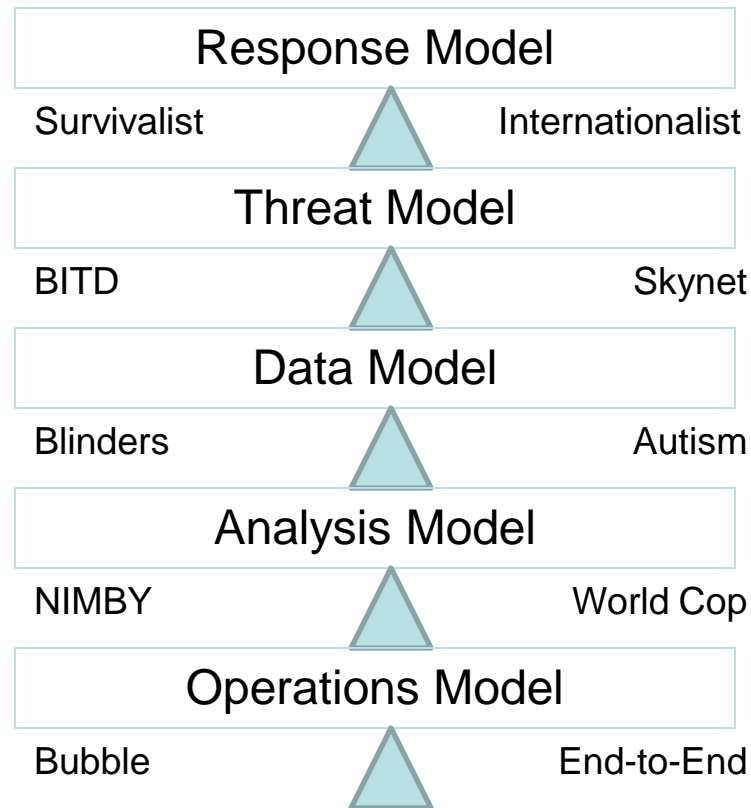 Response Model
Survivalist Internationalist
Threat Model
BITD Skynet
Data Model
Blinders Autism
Analysis Model
NIMBY World Cop
Operations Model
Bubble End-to-End